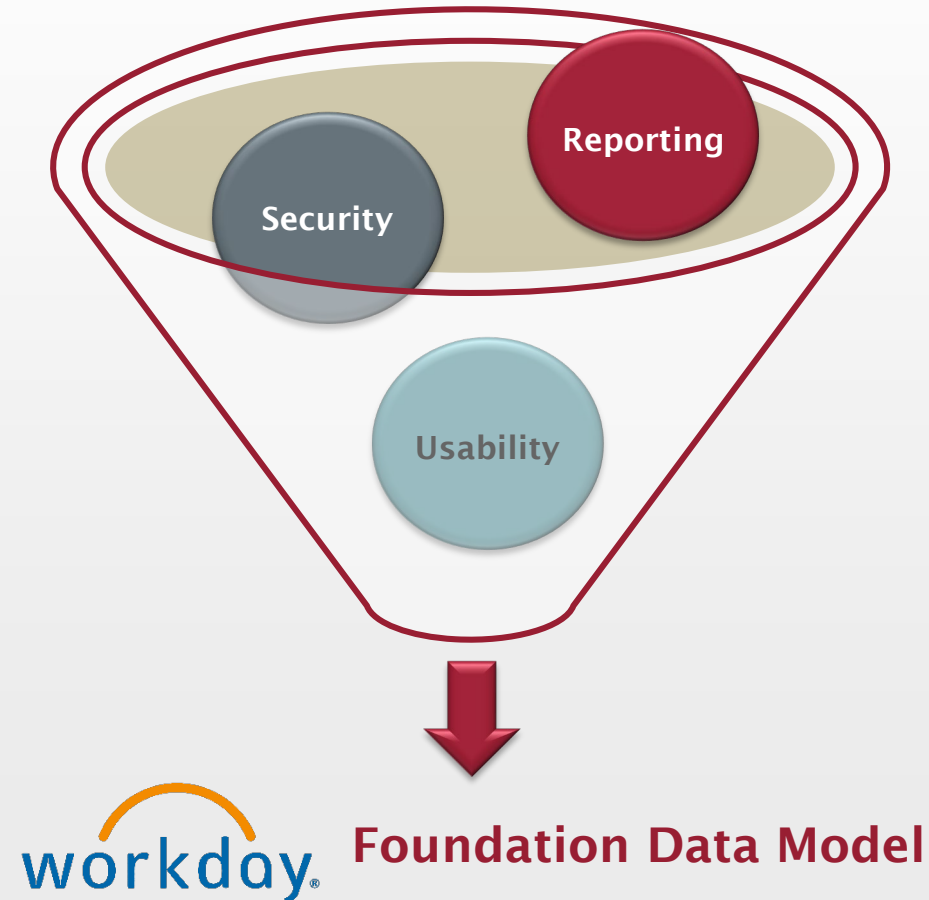 Reporting
Security
Usability
workday®
Foundation Data Model